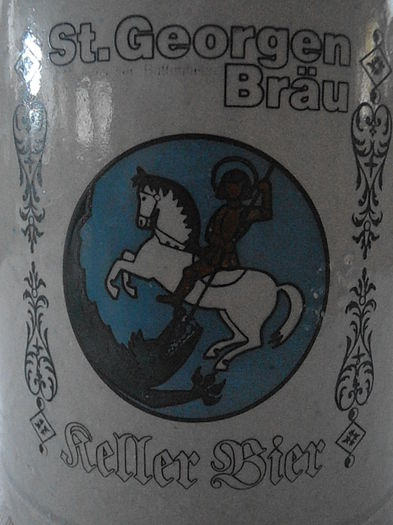 St. Georgen
Bräu
Keller Bier